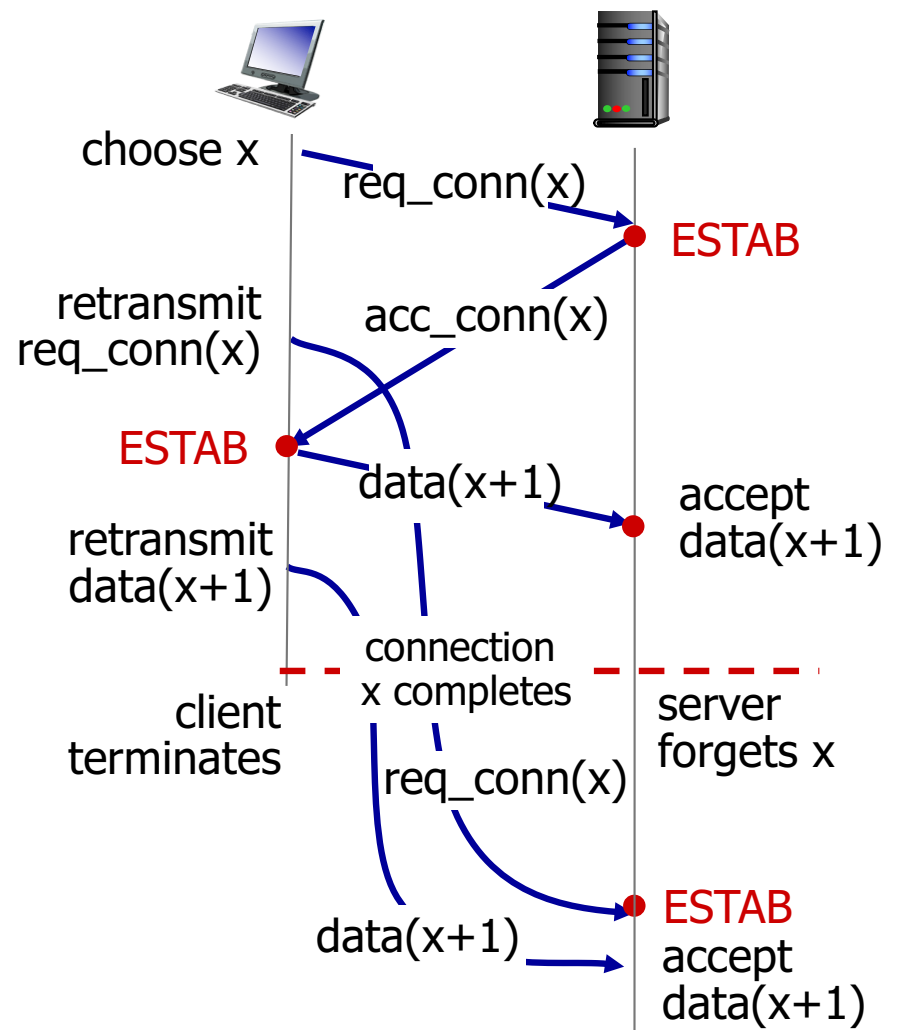 choose x
req_conn(x)
ESTAB
retransmit
req_conn(x)
acc_conn(x)
ESTAB
data(x+1)
accept
data(x+1)
retransmit
data(x+1)
connection
x completes
client
terminates
server
forgets x
req_conn(x)
ESTAB
data(x+1)
accept
data(x+1)